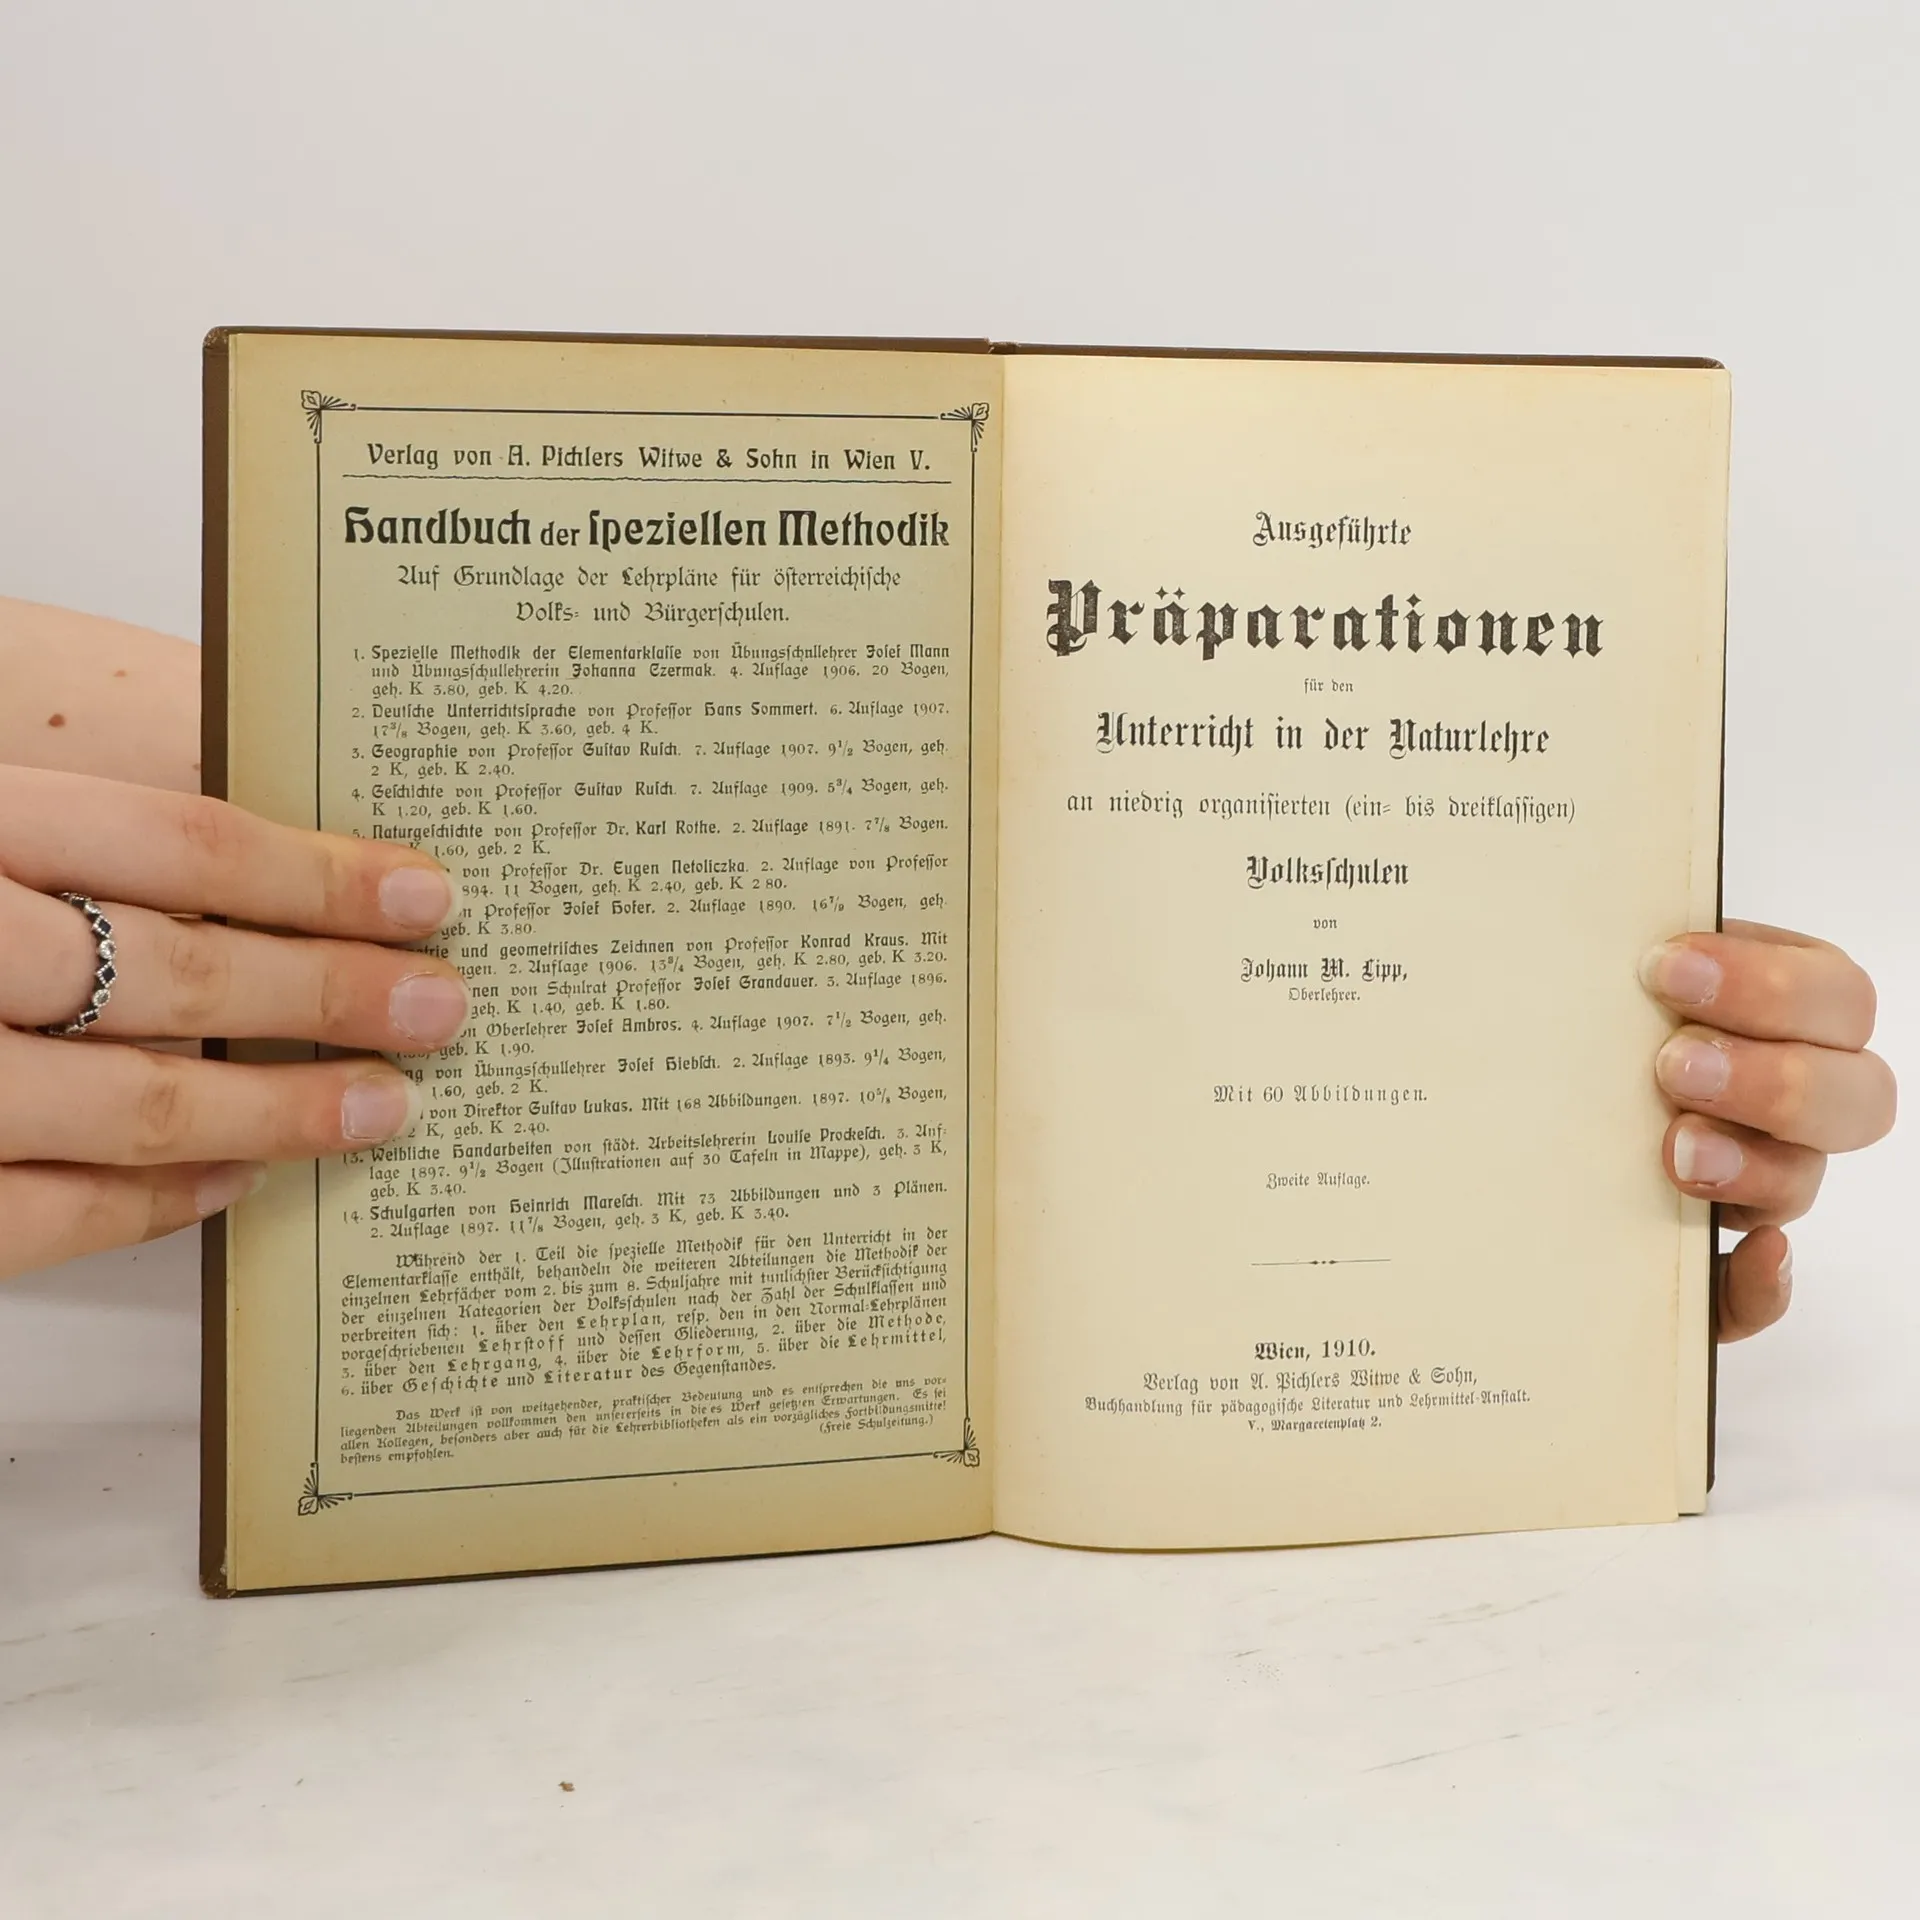 Verlag von A. Pichlers Witwe & Sohn in Wien V.
Handbuch der speziellen Methodik
Auf Grundlage der Lehrpläne für österreichische
Volks- und Bürgerschulen.
1. Spezielle Methodik der Elementarklasse von Übungsschullehrer Josef Mann
und Übungsschullehrerin Johanna Czermak. 4. Auflage 1906. 20 Bogen,
geh. K 3.80, geb. K 4.20.
2. Deutsche Unterrichtsprache von Professor Hans Sommert. 6. Auflage 1907.
17³/₈ Bogen, geh. K 3.60, geb. 4 K.
3. Geographie von Professor Gustav Rusch. 7. Auflage 1907. 9¹/₂ Bogen, geh.
2 K, geb. K 2.40.
4. Geschichte von Professor Gustav Rusch. 7. Auflage 1909. 5³/₄ Bogen, geh.
K 1.20, geb. K 1.60.
5. Naturgeschichte von Professor Dr. Karl Rothe. 2. Auflage 1891. 7⁷/₈ Bogen.
K 1.60, geb. 2 K.
von Professor Dr. Eugen Netoliczka. 2. Auflage von Professor
894. 11 Bogen, geh. K 2.40, geb. K 2 80.
Professor Josef Hofer. 2. Auflage 1890. geh.
geb. K 3.80.
und geometrisches Zeichnen von Professor Konrad Kraus. Mit
2. Auflage 1906. 13³/₄ Bogen, geh. K 2.80, geb. K 3.20.
von Schulrat Professor Josef Grandauer. 3. Auflage 1896.
geh. K 1.40, geb. K 1.80.
Oberlehrer Josef Ambros. 4. Auflage 1907. 7¹/₂ Bogen, geh.
geb. K 1.90.
von Übungsschullehrer Josef Hiebsch. 2. Auflage 1893. 9¹/₄ Bogen,
1.60, geb. 2 K.
von Direktor Gustav Lukas. Mit 168 Abbildungen. 1897. 10⁵/₈ Bogen,
2 K, geb. K 2.40.
13. Weibliche Handarbeiten von städt. Arbeitslehrerin Louise Prockesch. 3. Auf-
lage 1897. 9¹/₂ Bogen (Illustrationen auf 30 Tafeln in Mappe), geh. 3 K,
geb. K 3.40.
14. Schulgarten von Heinrich Maresch. Mit 73 Abbildungen und 3 Plänen.
2. Auflage 1897. 11⁷/₈ Bogen, geh. 3 K, geb. K 3.40.
Während der 1. Teil die spezielle Methodik für den Unterricht in der
Elementarklasse enthält, behandeln die weiteren Abteilungen die Methodik der
einzelnen Lehrfächer vom 2. bis zum 8. Schuljahre mit tunlichster Berücksichtigung
der einzelnen Kategorien der Volksschulen nach der Zahl der Schulklassen und
verbreiten sich: 1. über den Lehrplan, resp. den in den Normal-Lehrplänen
vorgeschriebenen Lehrstoff und dessen Gliederung, 2. über die Methode,
3. über den Lehrgang, 4. über die Lehrform, 5. über die Lehrmittel,
6. über Geschichte und Literatur des Gegenstandes.
Das Werk ist von weitgehender, praktischer Bedeutung und es entsprechen die uns vor-
liegenden Abteilungen vollkommen den unsererseits in dieses Werk gesetzten Erwartungen. Es sei
allen Kollegen, besonders aber auch für die Lehrerbibliotheken als ein vorzügliches Fortbildungsmittel
bestens empfohlen. (Freie Schulzeitung.)
Ausgeführte
Präparationen
für den
Unterricht in der Naturlehre
an niedrig organisierten (ein- bis dreiklassigen)
Volksschulen
von
Johann M. Lipp,
Oberlehrer.
Mit 60 Abbildungen.
Zweite Auflage.
Wien, 1910.
Verlag von A. Pichlers Witwe & Sohn,
Buchhandlung für pädagogische Literatur und Lehrmittel-Anstalt.
V., Margaretenplatz 2.